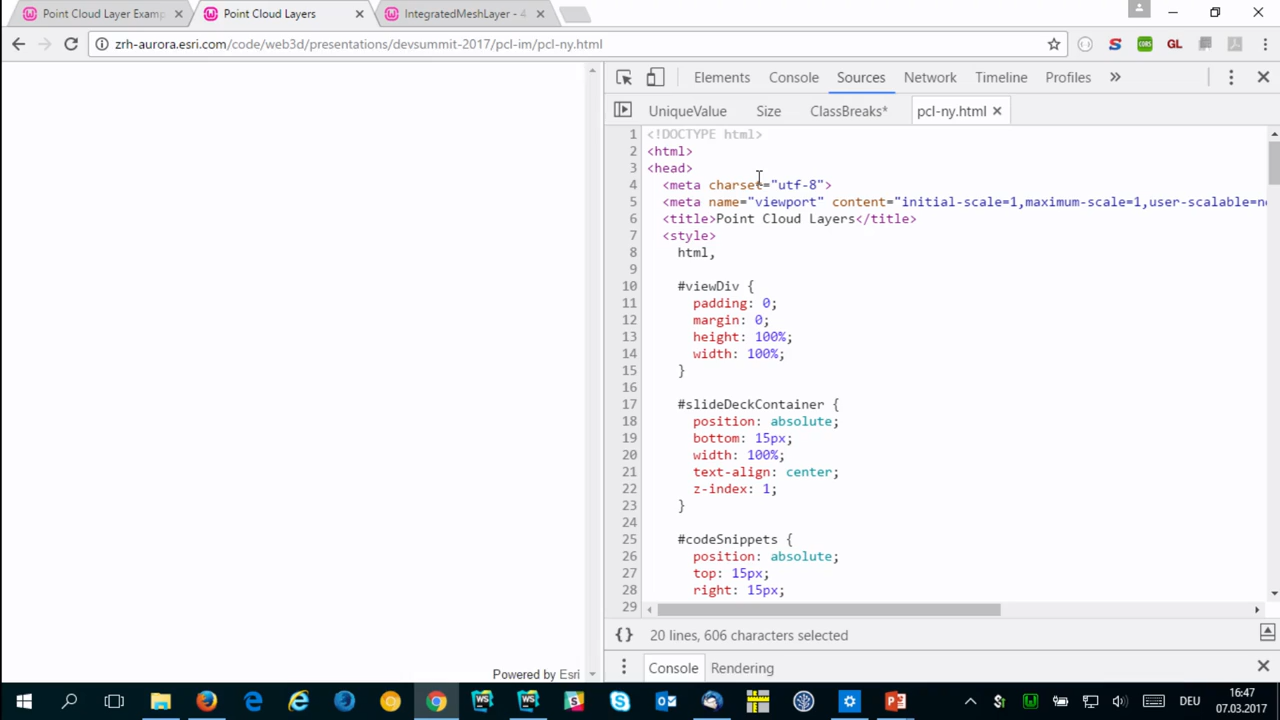 Point Cloud Layer Examp
Point Cloud Layers
IntegratedMeshLayer - 4
zrh-aurora.esri.com/code/web3d/presentations/devsummit-2017/pcl-im/pcl-ny.html
CORS
GL
Elements Console Sources Network Timeline Profiles »
UniqueValue Size ClassBreaks* pcl-ny.html ×
1 <!DOCTYPE html>
2 <html>
3 <head>
4 <meta charset="utf-8">
5 <meta name="viewport" content="initial-scale=1,maximum-scale=1,user-scalable=no
6 <title>Point Cloud Layers</title>
7 <style>
8 html,
9
10 #viewDiv {
11 padding: 0;
12 margin: 0;
13 height: 100%;
14 width: 100%;
15 }
16
17 #slideDeckContainer {
18 position: absolute;
19 bottom: 15px;
20 width: 100%;
21 text-align: center;
22 z-index: 1;
23 }
24
25 #codeSnippets {
26 position: absolute;
27 top: 15px;
28 right: 15px;
29
{} 20 lines, 606 characters selected
Console Rendering
Powered by Esri
DEU
16:47
07.03.2017